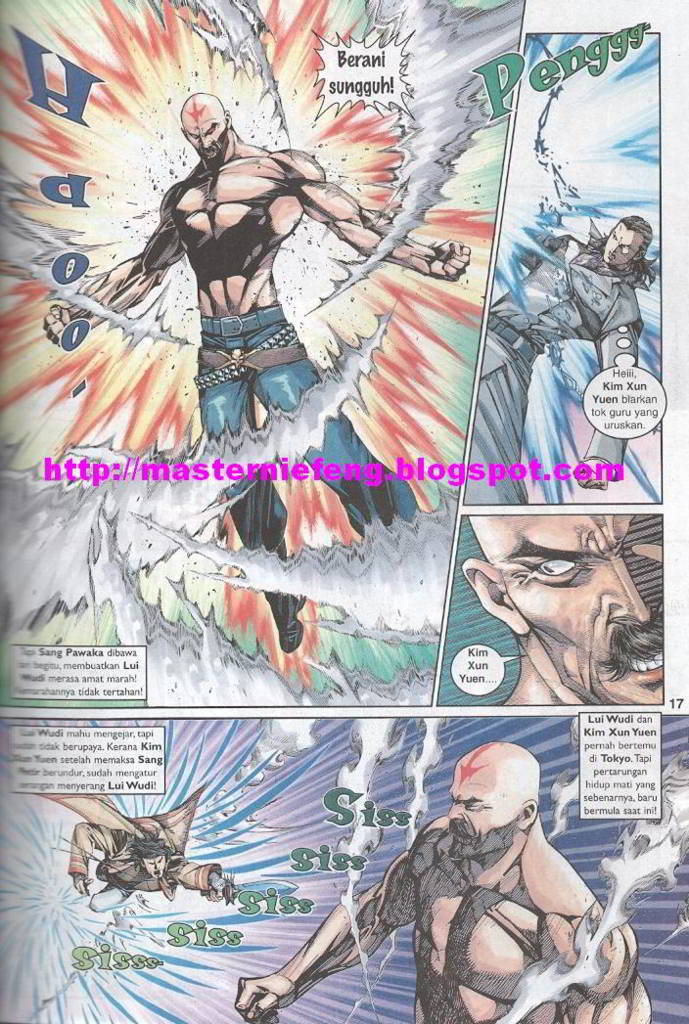 Haooo-
Berani
sungguh!
Penggg-
Heiii,
Kim Xun
Yuen biarkan
tok guru yang
uruskan.
http://masterniefeng.blogspot.com
Kim
Xun
Yuen....
Sang Pawaka dibawa
begitu, membuatkan Lui
Wudi merasa amat marah!
Kemarahannya tidak tertahan!
17
Lui Wudi mahu mengejar, tapi
tidak berupaya. Kerana Kim
Xun Yuen setelah memaksa Sang
berundur, sudah mengatur
serangan menyerang Lui Wudi!
Lui Wudi dan
Kim Xun Yuen
pernah bertemu
di Tokyo. Tapi
pertarungan
hidup mati yang
sebenarnya, baru
bermula saat ini!
Siss
siss
siss
siss
Sisss-